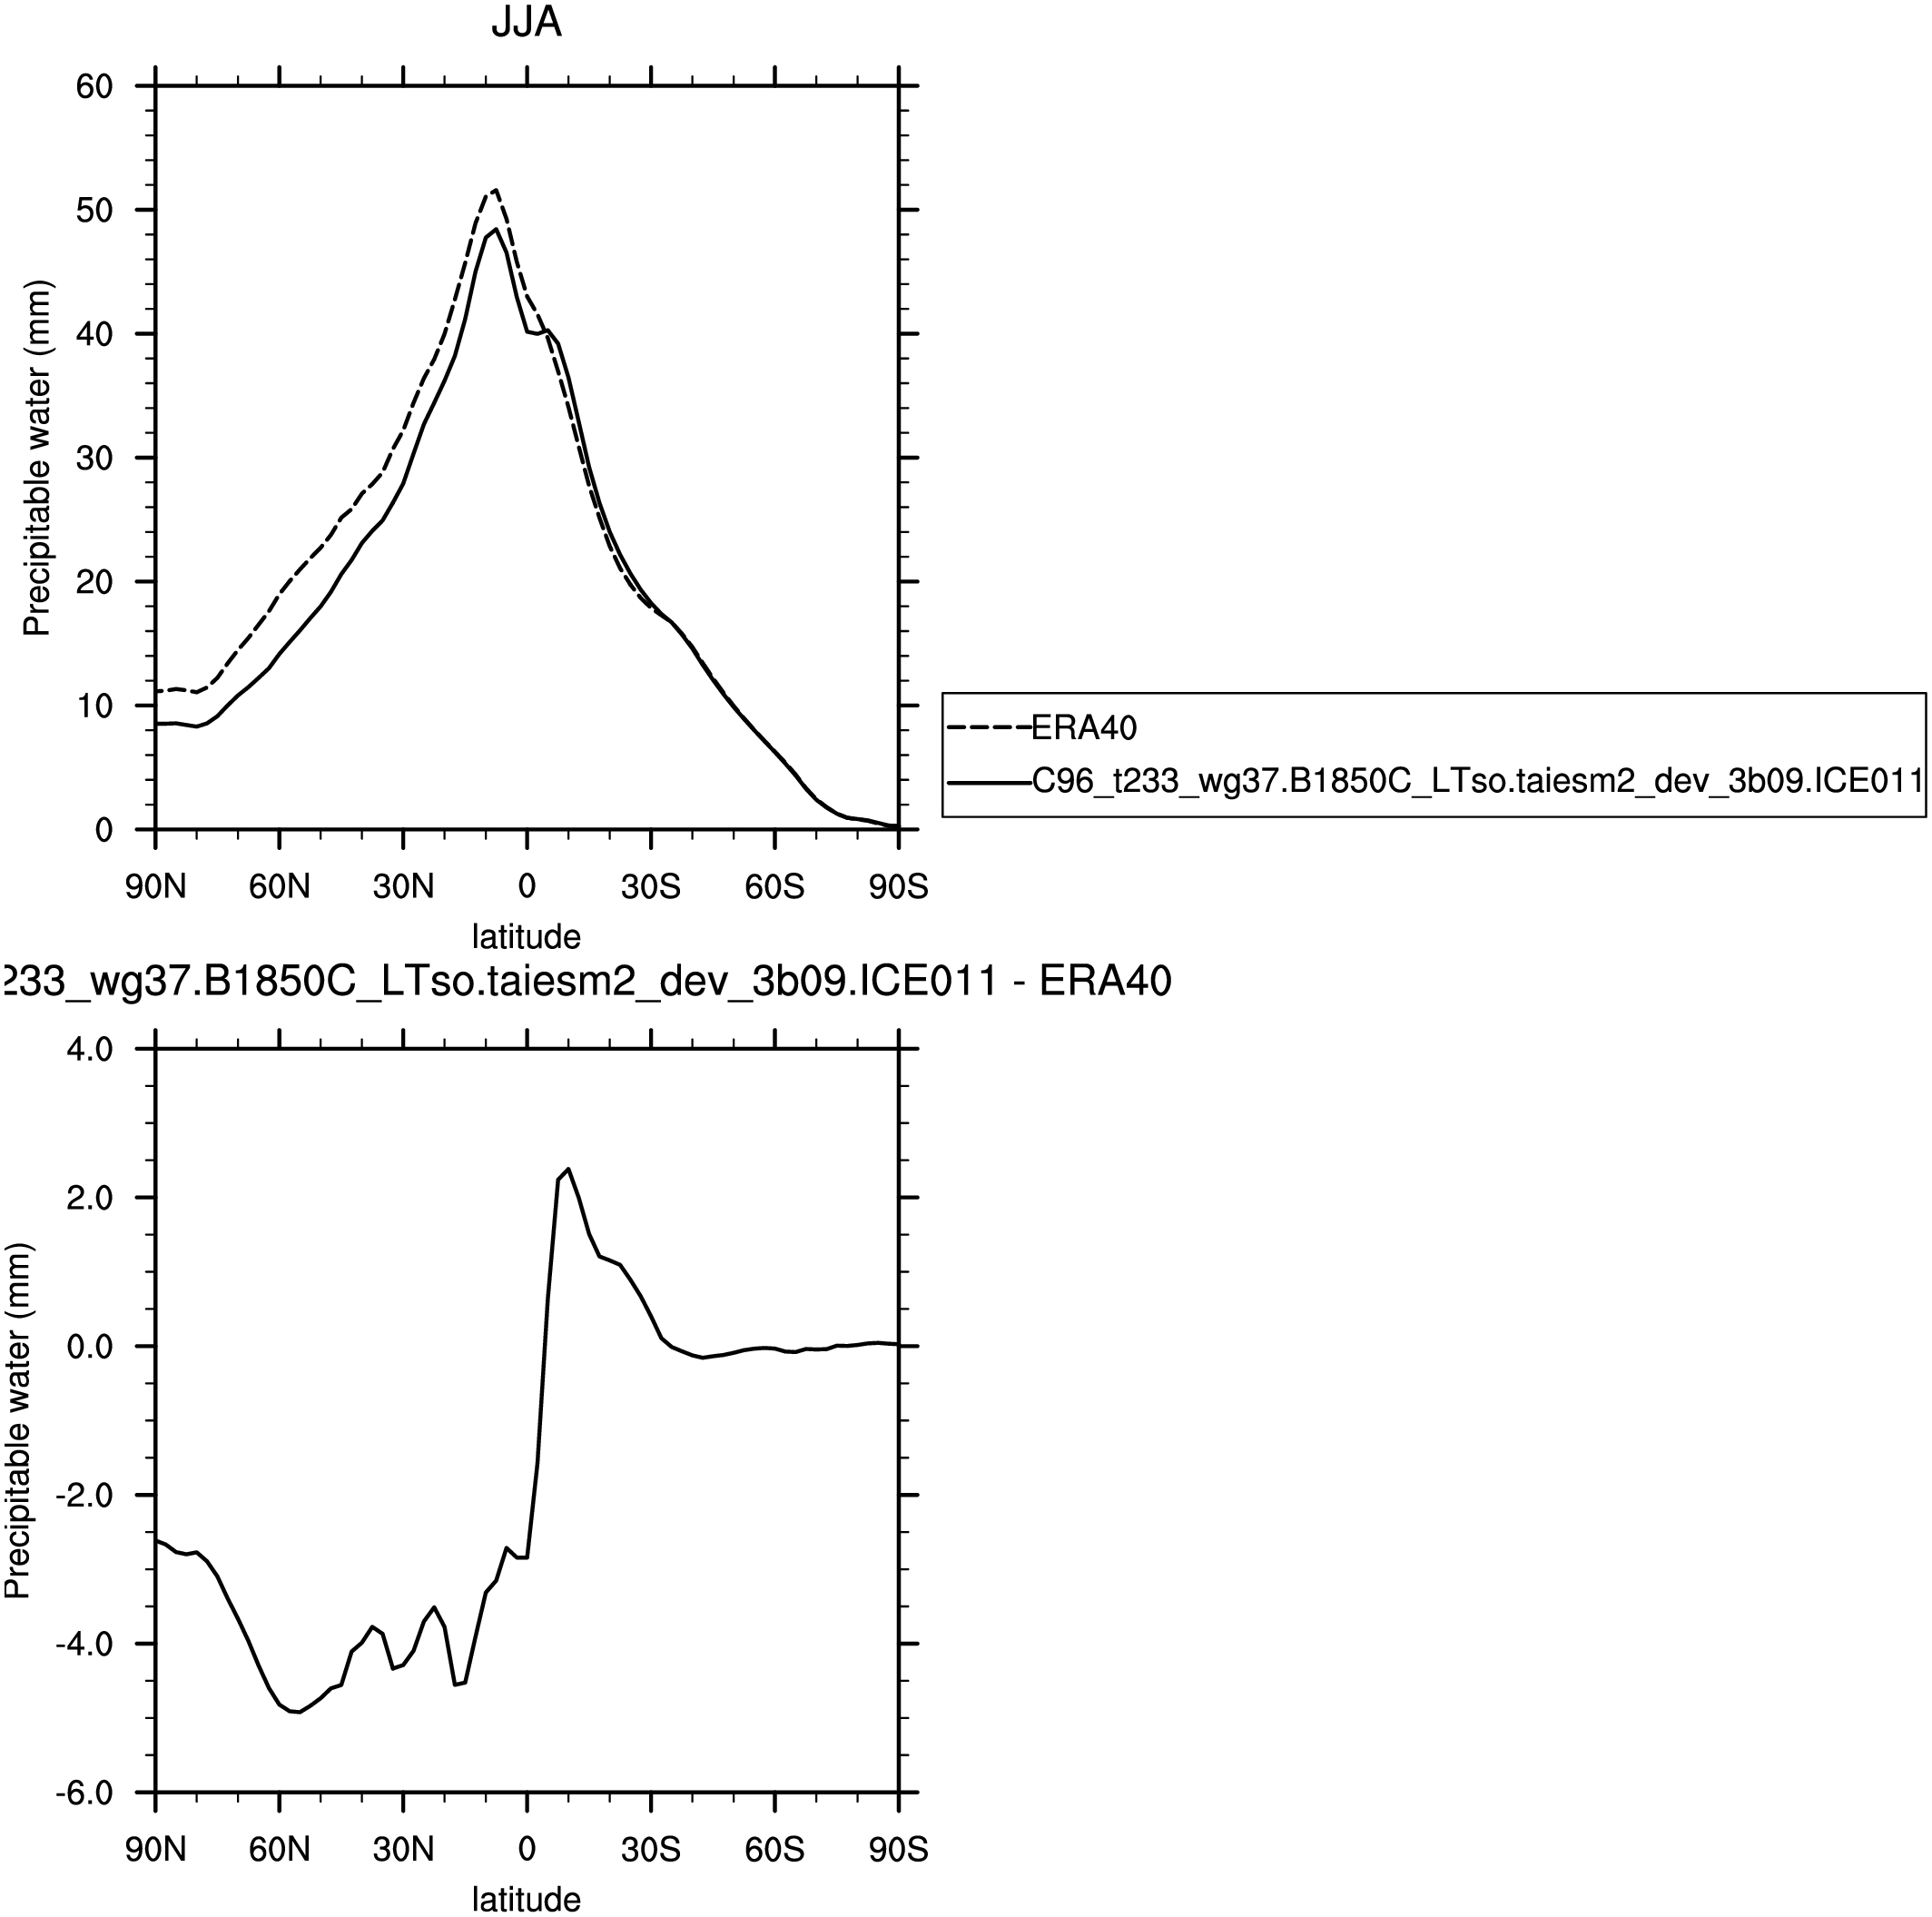 JJA
60
50
40
30
20
10
0
Precipitable water (mm)
90N 60N 30N 0 30S 60S 90S
latitude
ERA40
C96_t233_wg37.B1850C_LTso.taiesm2_dev_3b09.ICE011
233_wg37.B1850C_LTso.taiesm2_dev_3b09.ICE011 - ERA40
4.0
2.0
0.0
-2.0
-4.0
-6.0
Precipitable water (mm)
90N 60N 30N 0 30S 60S 90S
latitude